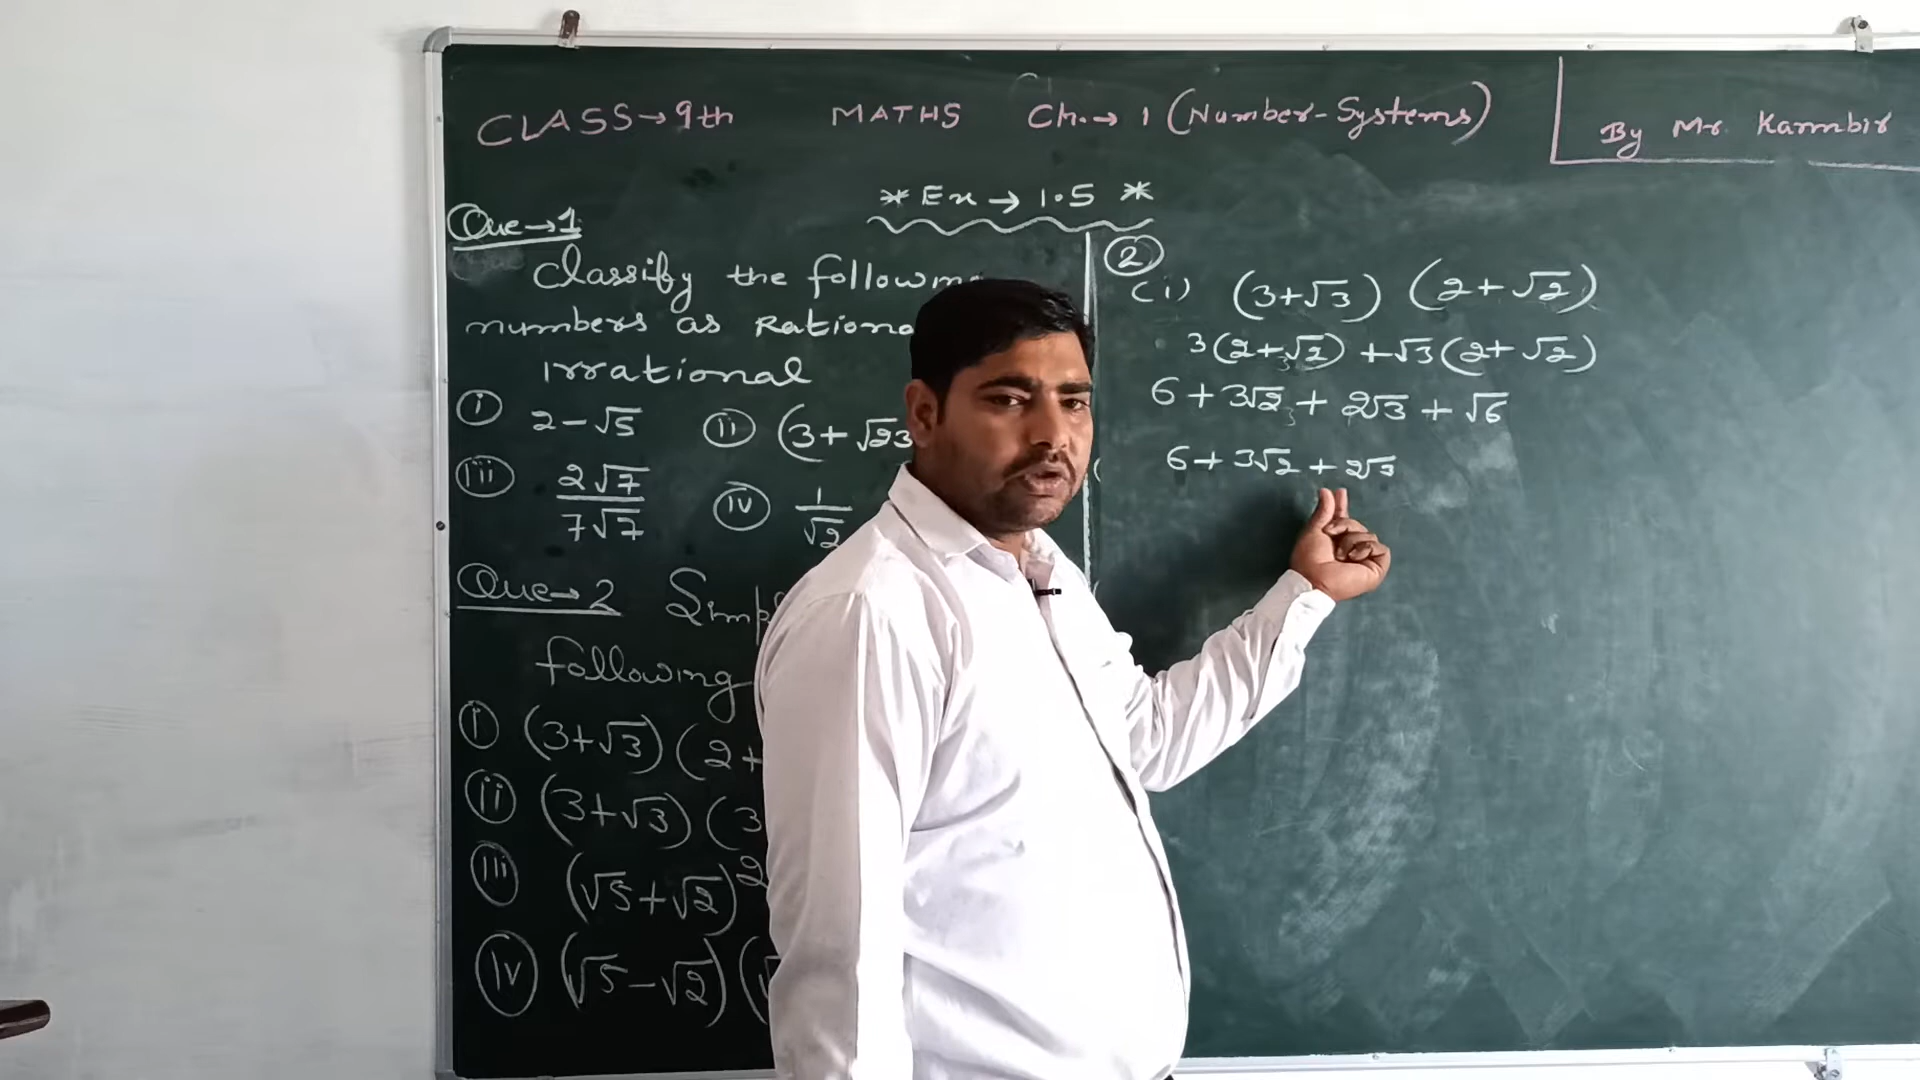 CLASS→9th MATHS Ch.→ 1 (Number-Systems)
By Mr. Karmbir
* Ex → 1.5 *
Que→1
Classify the following
numbers as Rationa
irrational
(i) 2-√5 (ii) (3+√23
(iii) 2√7/7√7 (iv) 1/√2
Que→2 Simp
following
(i) (3+√3)(2+
(ii) (3+√3)(3
(iii) (√5+√2)²
(iv) (√5-√2)(√
(2)
(i) (3+√3) (2+√2)
3(2+√2)+√3(2+√2)
6+3√2+2√3+√6
6+3√2+2√3